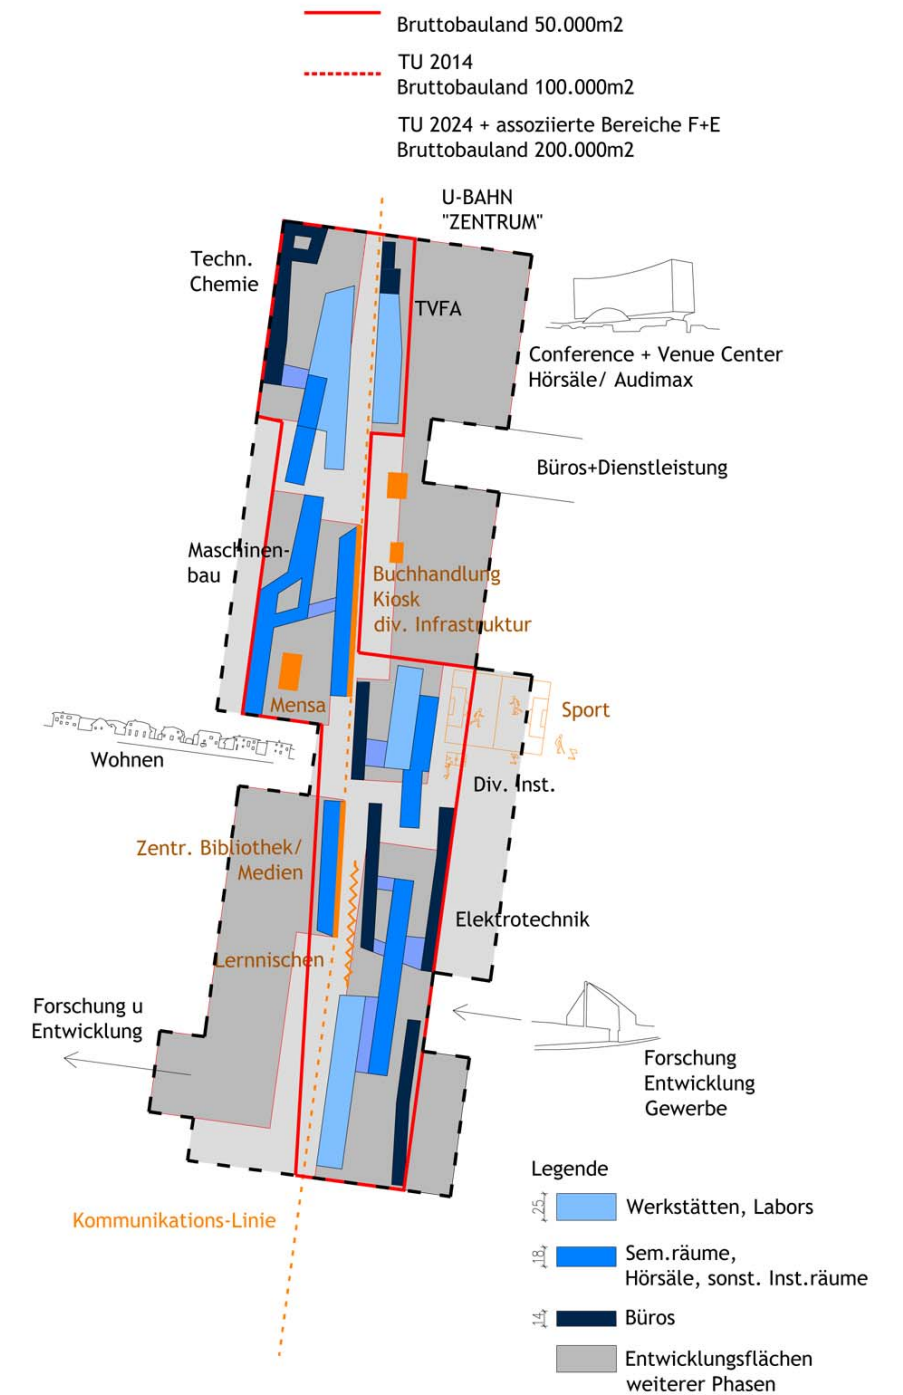 Bruttobauland 50.000m2
TU 2014
Bruttobauland 100.000m2
TU 2024 + assoziierte Bereiche F+E
Bruttobauland 200.000m2
U-BAHN
"ZENTRUM"
Techn.
Chemie
TVFA
Conference + Venue Center
Hörsäle/ Audimax
Büros+Dienstleistung
Maschinen-
bau
Buchhandlung
Kiosk
div. Infrastruktur
Mensa
Sport
Wohnen
Div. Inst.
Zentr. Bibliothek/
Medien
Elektrotechnik
Lernnischen
Forschung u
Entwicklung
Forschung
Entwicklung
Gewerbe
Kommunikations-Linie
Legende
25
Werkstätten, Labors
18
Sem.räume,
Hörsäle, sonst. Inst.räume
14
Büros
Entwicklungsflächen
weiterer Phasen